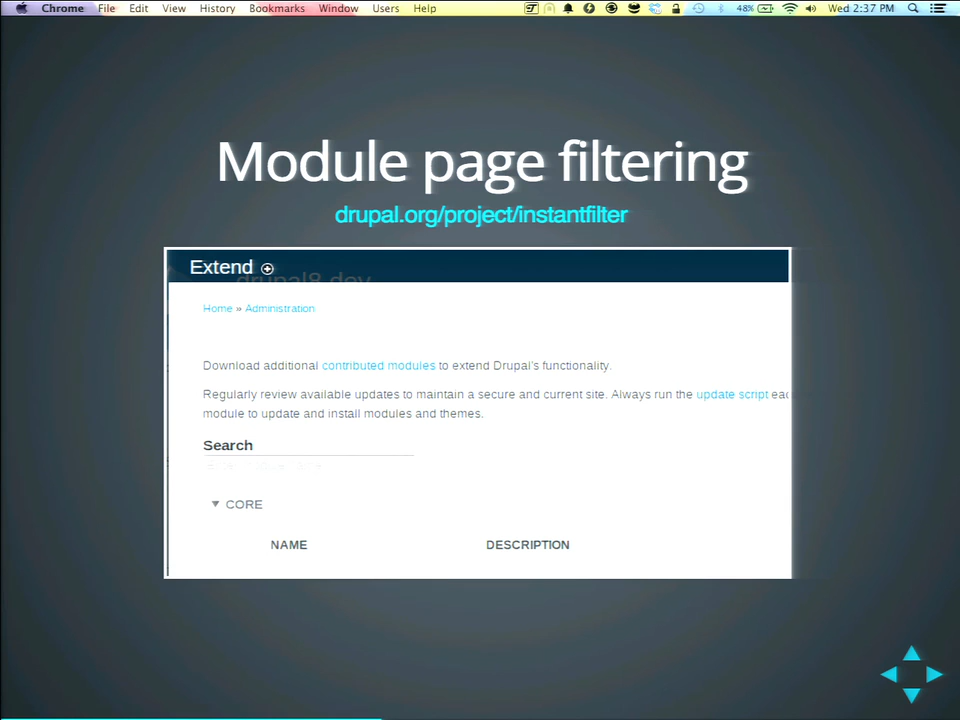 Chrome File Edit View History Bookmarks Window Users Help 48% Wed 2:37 PM
Module page filtering
drupal.org/project/instantfilter
Extend
drupal8.dev
Home » Administration
Download additional contributed modules to extend Drupal's functionality.
Regularly review available updates to maintain a secure and current site. Always run the update script eac
module to update and install modules and themes.
Search
CORE
NAME DESCRIPTION